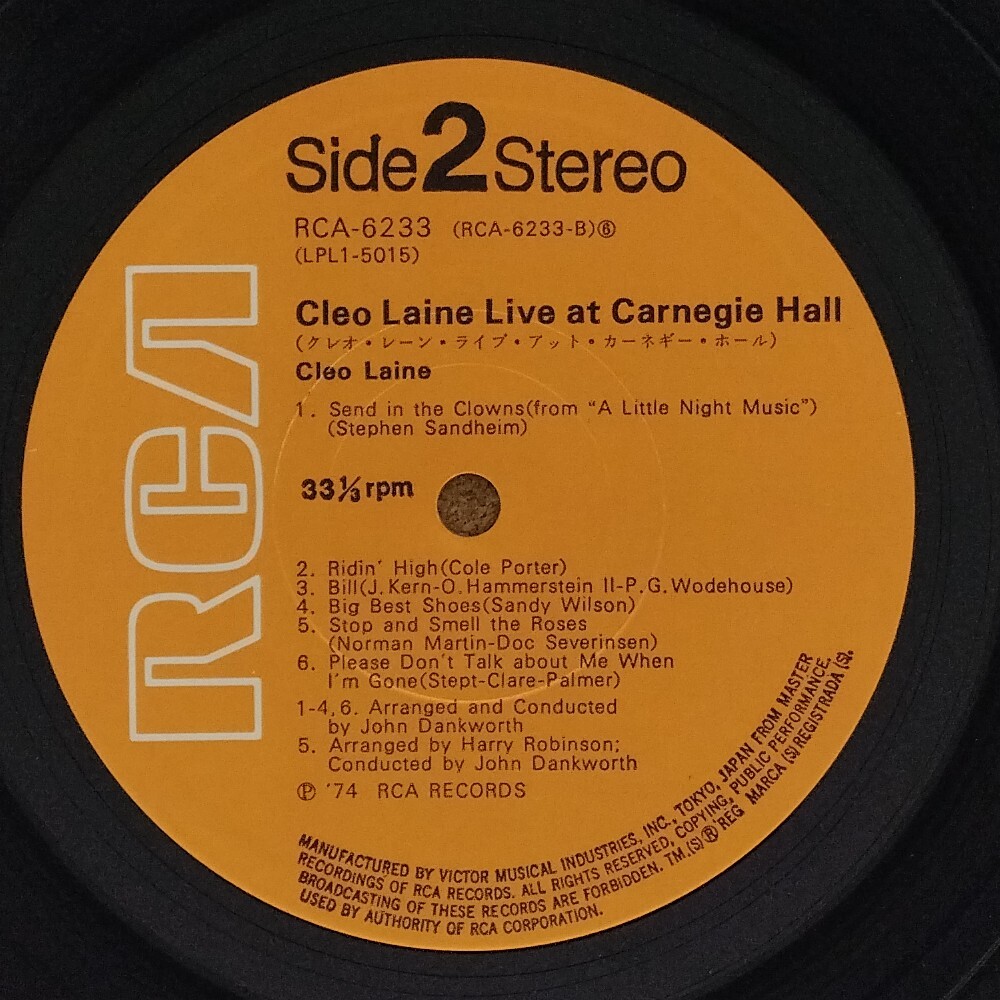 Side 2 Stereo
RCA-6233 (RCA-6233-B)⑥
(LPL1-5015)
Cleo Laine Live at Carnegie Hall
(クレオ・レーン・ライブ・アット・カーネギー・ホール)
Cleo Laine
1. Send in the Clowns(from “A Little Night Music”)
(Stephen Sandheim)
33⅓rpm
2. Ridin' High(Cole Porter)
3. Bill(J.Kern-O.Hammerstein II-P.G.Wodehouse)
4. Big Best Shoes(Sandy Wilson)
5. Stop and Smell the Roses
(Norman Martin-Doc Severinsen)
6. Please Don't Talk about Me When
I'm Gone(Stept-Clare-Palmer)
1-4,6. Arranged and Conducted
by John Dankworth
5. Arranged by Harry Robinson;
Conducted by John Dankworth
℗ '74 RCA RECORDS
RCA
MANUFACTURED BY VICTOR MUSICAL INDUSTRIES, INC., TOKYO, JAPAN FROM MASTER
RECORDINGS OF RCA RECORDS. ALL RIGHTS RESERVED, COPYING, PUBLIC PERFORMANCE,
BROADCASTING OF THESE RECORDS ARE FORBIDDEN. TM.(S) ® REG MARCA (S) REGISTRADA (S).
USED BY AUTHORITY OF RCA CORPORATION.